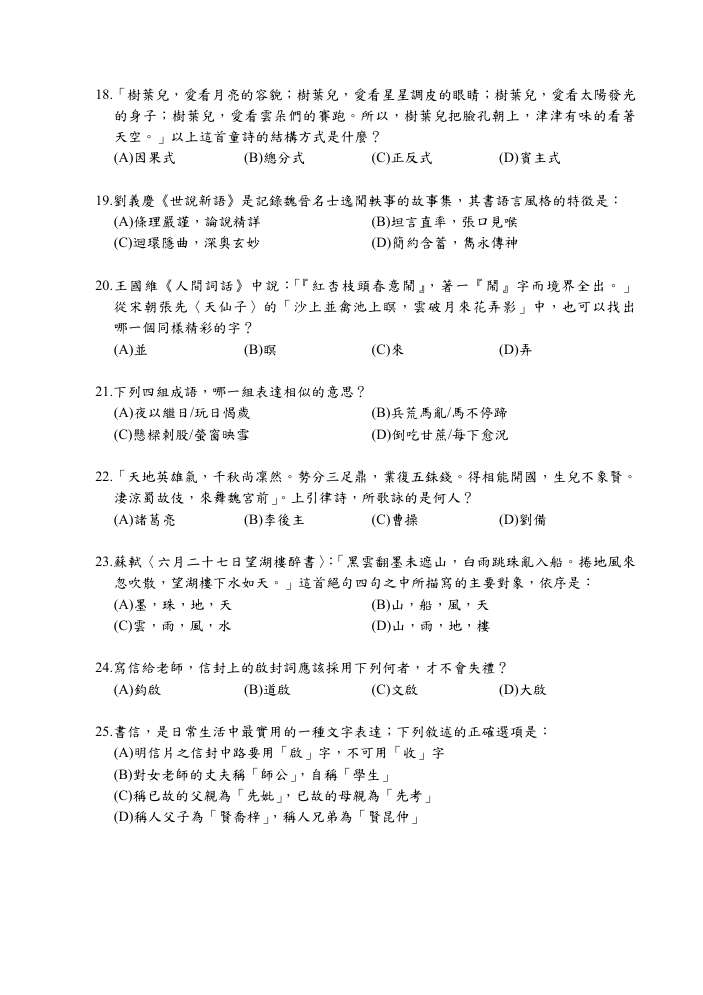 18.「樹葉兒，愛看月亮的容貌；樹葉兒，愛看星星調皮的眼睛；樹葉兒，愛看太陽發光
的身子；樹葉兒，愛看雲朵們的賽跑。所以，樹葉兒把臉孔朝上，津津有味的看著
天空。」以上這首童詩的結構方式是什麼？
(A)因果式 (B)總分式 (C)正反式 (D)賓主式
19.劉義慶《世說新語》是記錄魏晉名士逸聞軼事的故事集，其書語言風格的特徵是：
(A)條理嚴謹，論說精詳 (B)坦言直率，張口見喉
(C)迴環隱曲，深奧玄妙 (D)簡約含蓄，雋永傳神
20.王國維《人間詞話》中說：「『紅杏枝頭春意鬧』，著一『鬧』字而境界全出。」
從宋朝張先〈天仙子〉的「沙上並禽池上暝，雲破月來花弄影」中，也可以找出
哪一個同樣精彩的字？
(A)並 (B)暝 (C)來 (D)弄
21.下列四組成語，哪一組表達相似的意思？
(A)夜以繼日/玩日愒歲 (B)兵荒馬亂/馬不停蹄
(C)懸樑刺股/螢窗映雪 (D)倒吃甘蔗/每下愈況
22.「天地英雄氣，千秋尚凜然。勢分三足鼎，業復五銖錢。得相能開國，生兒不象賢。
淒涼蜀故伎，來舞魏宮前」。上引律詩，所歌詠的是何人？
(A)諸葛亮 (B)李後主 (C)曹操 (D)劉備
23.蘇軾〈六月二十七日望湖樓醉書〉：「黑雲翻墨未遮山，白雨跳珠亂入船。捲地風來
忽吹散，望湖樓下水如天。」這首絕句四句之中所描寫的主要對象，依序是：
(A)墨，珠，地，天 (B)山，船，風，天
(C)雲，雨，風，水 (D)山，雨，地，樓
24.寫信給老師，信封上的啟封詞應該採用下列何者，才不會失禮？
(A)鈞啟 (B)道啟 (C)文啟 (D)大啟
25.書信，是日常生活中最實用的一種文字表達；下列敘述的正確選項是：
(A)明信片之信封中路要用「啟」字，不可用「收」字
(B)對女老師的丈夫稱「師公」，自稱「學生」
(C)稱已故的父親為「先妣」，已故的母親為「先考」
(D)稱人父子為「賢喬梓」，稱人兄弟為「賢昆仲」